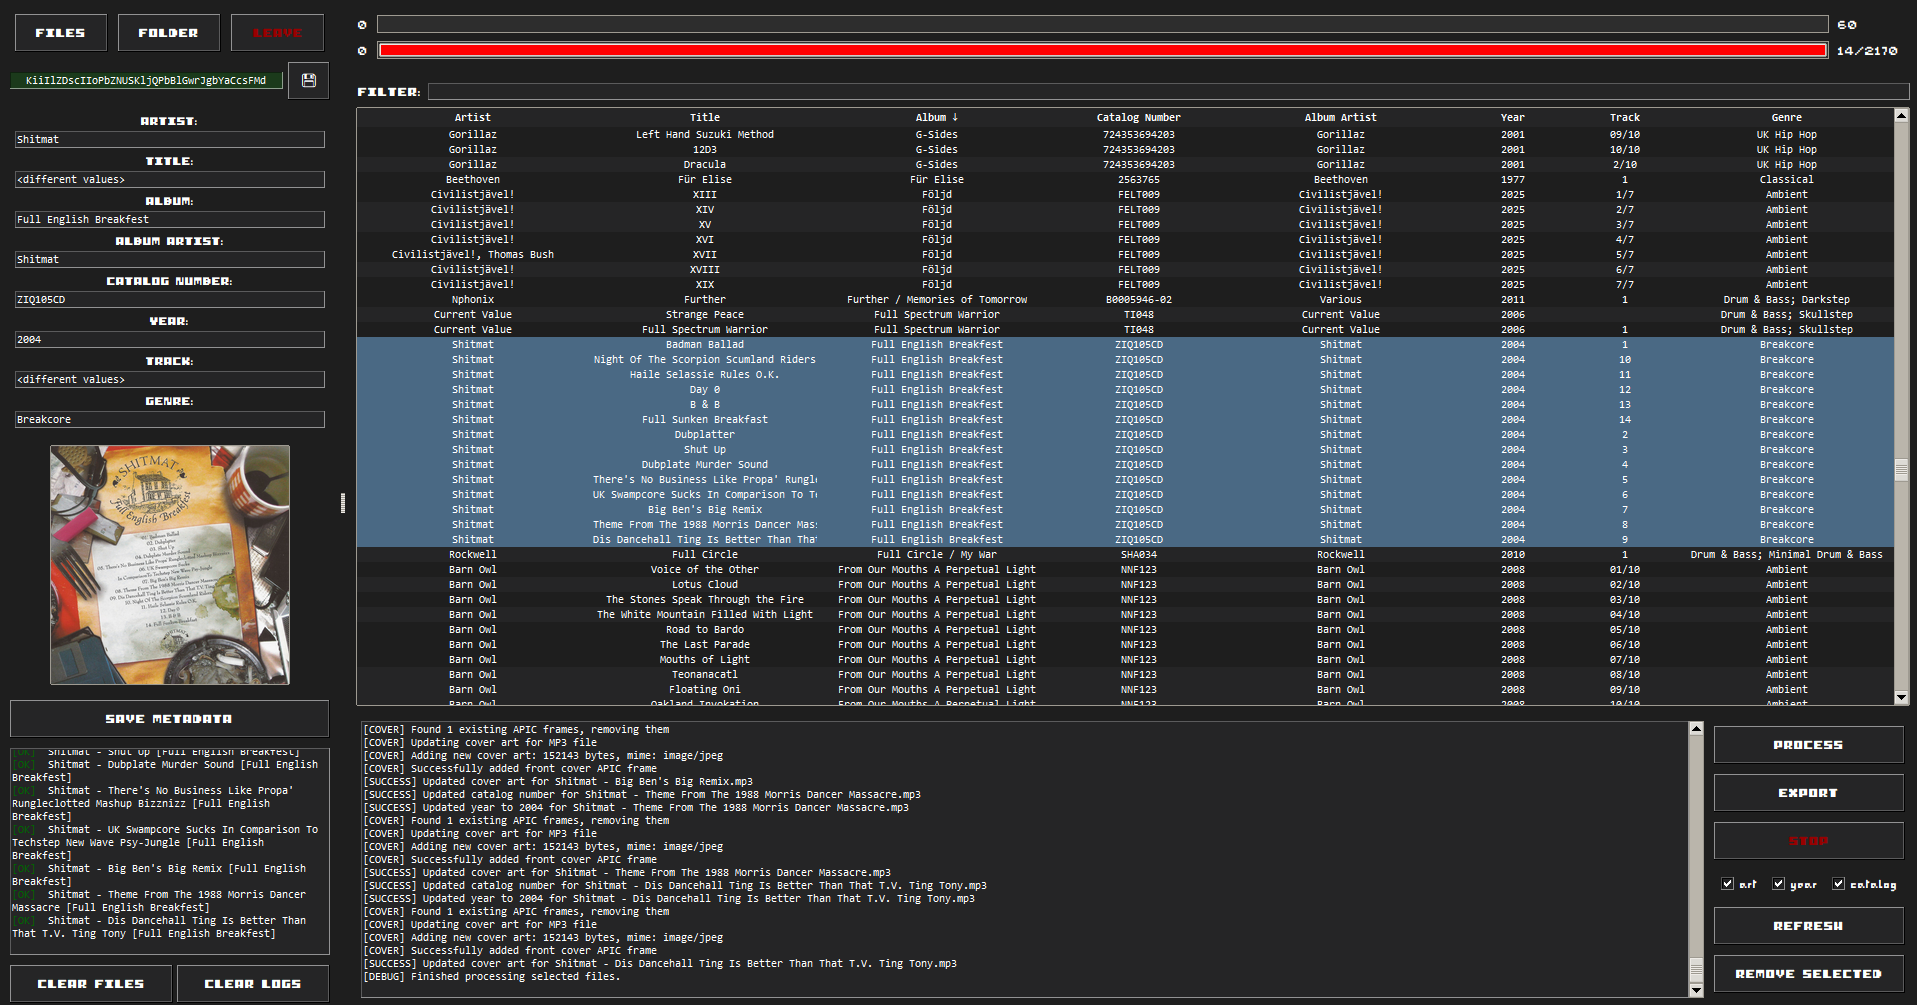 FILES FOLDER LEAVE
KiiIlZDscIIoPbZNUSKljQPbBlGwrJgbYaCcsFMd
ARTIST:
Shitmat
TITLE:
<different values>
ALBUM:
Full English Breakfest
ALBUM ARTIST:
Shitmat
CATALOG NUMBER:
ZIQ105CD
YEAR:
2004
TRACK:
<different values>
GENRE:
Breakcore
SHITMAT
Full English Breakfest
SAVE METADATA
[OK] Shitmat - Shut Up [Full English Breakfest]
[OK] Shitmat - Dubplate Murder Sound [Full English
Breakfest]
[OK] Shitmat - There's No Business Like Propa'
Rungleclotted Mashup Bizznizz [Full English
Breakfest]
[OK] Shitmat - UK Swampcore Sucks In Comparison To
Techstep New Wave Psy-Jungle [Full English
Breakfest]
[OK] Shitmat - Big Ben's Big Remix [Full English
Breakfest]
[OK] Shitmat - Theme From The 1988 Morris Dancer
Massacre [Full English Breakfest]
[OK] Shitmat - Dis Dancehall Ting Is Better Than
That T.V. Ting Tony [Full English Breakfest]
CLEAR FILES CLEAR LOGS
0 60
0 14/2170
FILTER:
Artist Title Album ↓ Catalog Number Album Artist Year Track Genre
Gorillaz Left Hand Suzuki Method G-Sides 724353694203 Gorillaz 2001 09/10 UK Hip Hop
Gorillaz 12D3 G-Sides 724353694203 Gorillaz 2001 10/10 UK Hip Hop
Gorillaz Dracula G-Sides 724353694203 Gorillaz 2001 2/10 UK Hip Hop
Beethoven Für Elise Für Elise 2563765 Beethoven 1977 1 Classical
Civilistjävel! XIII Följd FELT009 Civilistjävel! 2025 1/7 Ambient
Civilistjävel! XIV Följd FELT009 Civilistjävel! 2025 2/7 Ambient
Civilistjävel! XV Följd FELT009 Civilistjävel! 2025 3/7 Ambient
Civilistjävel! XVI Följd FELT009 Civilistjävel! 2025 4/7 Ambient
Civilistjävel!, Thomas Bush XVII Följd FELT009 Civilistjävel! 2025 5/7 Ambient
Civilistjävel! XVIII Följd FELT009 Civilistjävel! 2025 6/7 Ambient
Civilistjävel! XIX Följd FELT009 Civilistjävel! 2025 7/7 Ambient
Nphonix Further Further / Memories of Tomorrow B0005946-02 Various 2011 1 Drum & Bass; Darkstep
Current Value Strange Peace Full Spectrum Warrior TI048 Current Value 2006 Drum & Bass; Skullstep
Current Value Full Spectrum Warrior Full Spectrum Warrior TI048 Current Value 2006 1 Drum & Bass; Skullstep
Shitmat Badman Ballad Full English Breakfest ZIQ105CD Shitmat 2004 1 Breakcore
Shitmat Night Of The Scorpion Scumland Riders Full English Breakfest ZIQ105CD Shitmat 2004 10 Breakcore
Shitmat Haile Selassie Rules O.K. Full English Breakfest ZIQ105CD Shitmat 2004 11 Breakcore
Shitmat Day 0 Full English Breakfest ZIQ105CD Shitmat 2004 12 Breakcore
Shitmat B & B Full English Breakfest ZIQ105CD Shitmat 2004 13 Breakcore
Shitmat Full Sunken Breakfast Full English Breakfest ZIQ105CD Shitmat 2004 14 Breakcore
Shitmat Dubplatter Full English Breakfest ZIQ105CD Shitmat 2004 2 Breakcore
Shitmat Shut Up Full English Breakfest ZIQ105CD Shitmat 2004 3 Breakcore
Shitmat Dubplate Murder Sound Full English Breakfest ZIQ105CD Shitmat 2004 4 Breakcore
Shitmat There's No Business Like Propa' Rungl Full English Breakfest ZIQ105CD Shitmat 2004 5 Breakcore
Shitmat UK Swampcore Sucks In Comparison To T Full English Breakfest ZIQ105CD Shitmat 2004 6 Breakcore
Shitmat Big Ben's Big Remix Full English Breakfest ZIQ105CD Shitmat 2004 7 Breakcore
Shitmat Theme From The 1988 Morris Dancer Mas Full English Breakfest ZIQ105CD Shitmat 2004 8 Breakcore
Shitmat Dis Dancehall Ting Is Better Than Tha Full English Breakfest ZIQ105CD Shitmat 2004 9 Breakcore
Rockwell Full Circle Full Circle / My War SHA034 Rockwell 2010 1 Drum & Bass; Minimal Drum & Bass
Barn Owl Voice of the Other From Our Mouths A Perpetual Light NNF123 Barn Owl 2008 01/10 Ambient
Barn Owl Lotus Cloud From Our Mouths A Perpetual Light NNF123 Barn Owl 2008 02/10 Ambient
Barn Owl The Stones Speak Through the Fire From Our Mouths A Perpetual Light NNF123 Barn Owl 2008 03/10 Ambient
Barn Owl The White Mountain Filled With Light From Our Mouths A Perpetual Light NNF123 Barn Owl 2008 04/10 Ambient
Barn Owl Road to Bardo From Our Mouths A Perpetual Light NNF123 Barn Owl 2008 05/10 Ambient
Barn Owl The Last Parade From Our Mouths A Perpetual Light NNF123 Barn Owl 2008 06/10 Ambient
Barn Owl Mouths of Light From Our Mouths A Perpetual Light NNF123 Barn Owl 2008 07/10 Ambient
Barn Owl Teonanacatl From Our Mouths A Perpetual Light NNF123 Barn Owl 2008 08/10 Ambient
Barn Owl Floating Oni From Our Mouths A Perpetual Light NNF123 Barn Owl 2008 09/10 Ambient
Barn Owl Oakland Invokation From Our Mouths A Perpetual Light NNF123 Barn Owl 2008 10/10 Ambient
[COVER] Found 1 existing APIC frames, removing them
[COVER] Updating cover art for MP3 file
[COVER] Adding new cover art: 152143 bytes, mime: image/jpeg
[COVER] Successfully added front cover APIC frame
[SUCCESS] Updated cover art for Shitmat - Big Ben's Big Remix.mp3
[SUCCESS] Updated catalog number for Shitmat - Theme From The 1988 Morris Dancer Massacre.mp3
[SUCCESS] Updated year to 2004 for Shitmat - Theme From The 1988 Morris Dancer Massacre.mp3
[COVER] Found 1 existing APIC frames, removing them
[COVER] Updating cover art for MP3 file
[COVER] Adding new cover art: 152143 bytes, mime: image/jpeg
[COVER] Successfully added front cover APIC frame
[SUCCESS] Updated cover art for Shitmat - Theme From The 1988 Morris Dancer Massacre.mp3
[SUCCESS] Updated catalog number for Shitmat - Dis Dancehall Ting Is Better Than That T.V. Ting Tony.mp3
[SUCCESS] Updated year to 2004 for Shitmat - Dis Dancehall Ting Is Better Than That T.V. Ting Tony.mp3
[COVER] Found 1 existing APIC frames, removing them
[COVER] Updating cover art for MP3 file
[COVER] Adding new cover art: 152143 bytes, mime: image/jpeg
[COVER] Successfully added front cover APIC frame
[SUCCESS] Updated cover art for Shitmat - Dis Dancehall Ting Is Better Than That T.V. Ting Tony.mp3
[DEBUG] Finished processing selected files.
PROCESS
EXPORT
STOP
art year catalog
REFRESH
REMOVE SELECTED